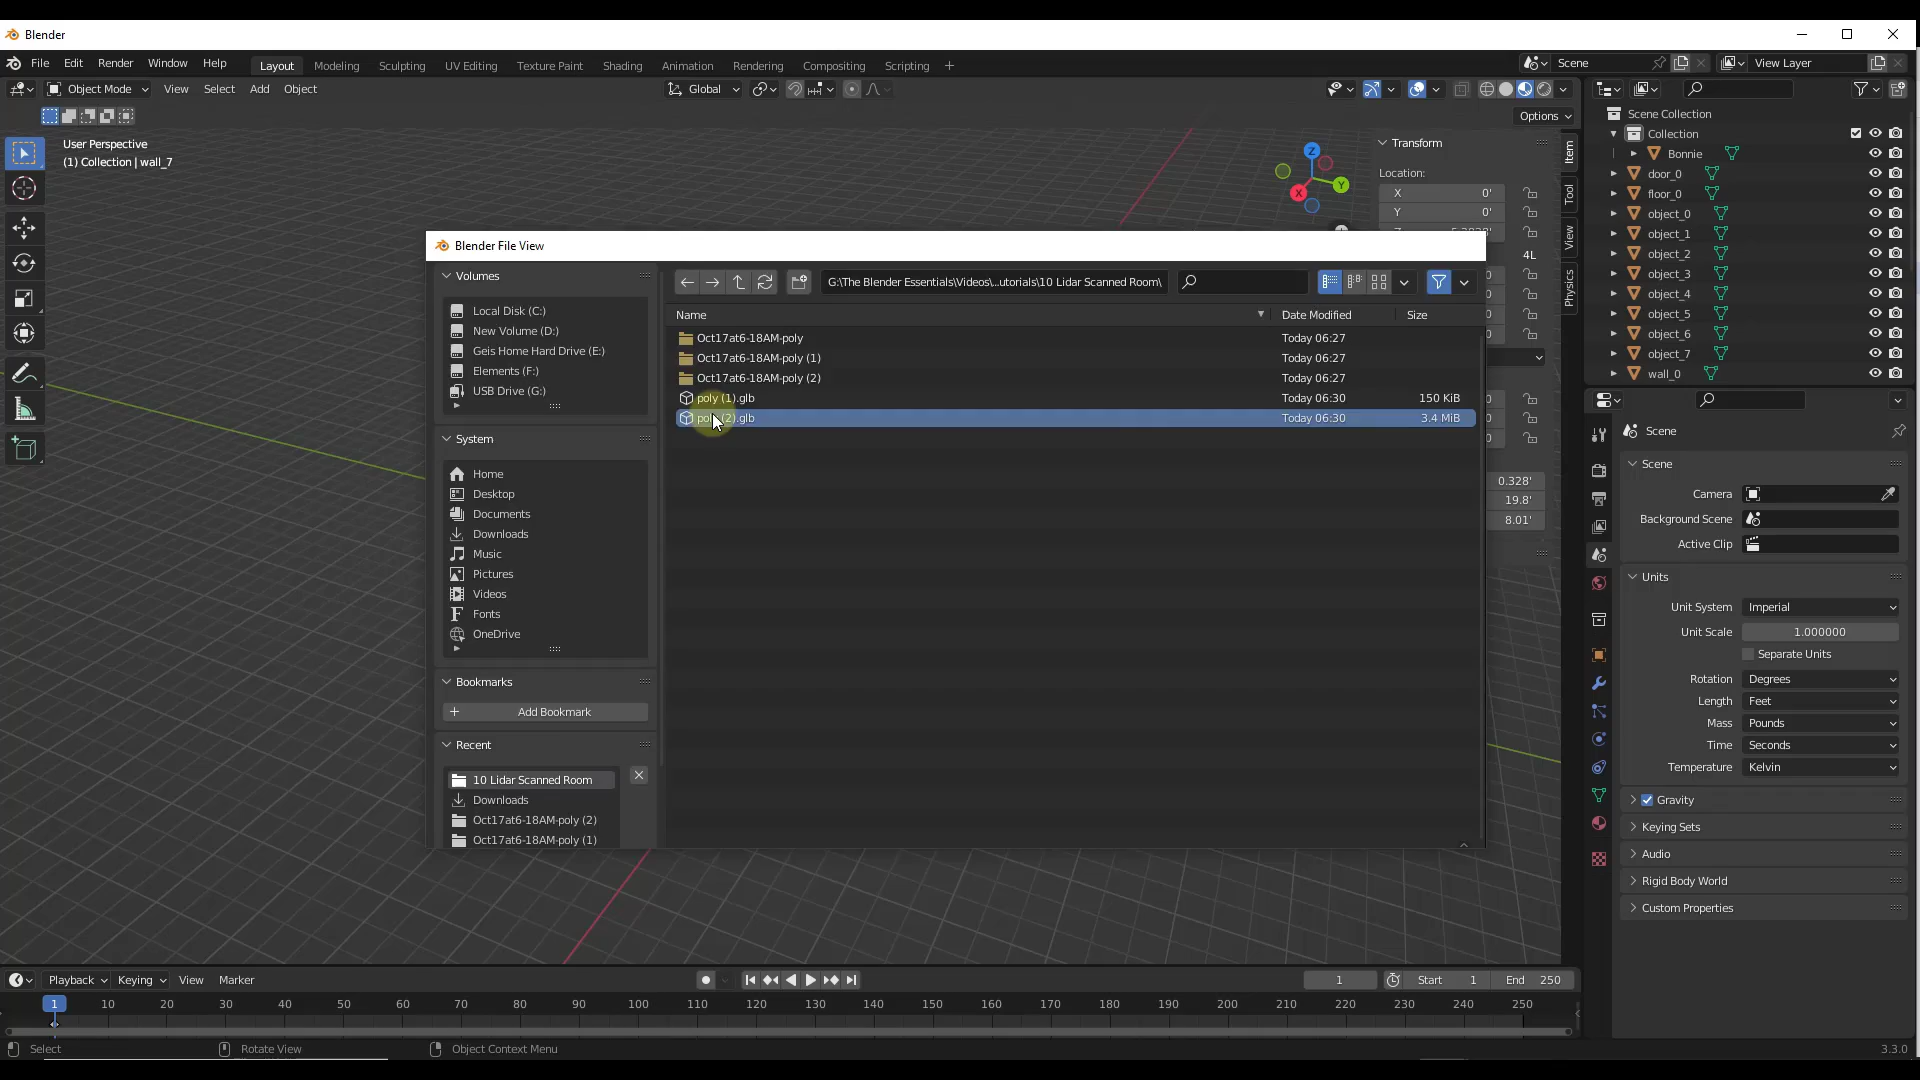 Blender
File Edit Render Window Help Layout Modeling Sculpting UV Editing Texture Paint Shading Animation Rendering Compositing Scripting + Scene View Layer
Object Mode View Select Add Object Global
Options
User Perspective
(1) Collection | wall_7
Z
Y
X
Transform
Location:
X 0'
Y 0'
4L
0.328'
19.8'
8.01'
Item
Tool
View
Physics
Scene Collection
Collection
Bonnie
door_0
floor_0
object_0
object_1
object_2
object_3
object_4
object_5
object_6
object_7
wall_0
Blender File View
Volumes
Local Disk (C:)
New Volume (D:)
Geis Home Hard Drive (E:)
Elements (F:)
USB Drive (G:)
System
Home
Desktop
Documents
Downloads
Music
Pictures
Videos
Fonts
OneDrive
Bookmarks
Add Bookmark
Recent
10 Lidar Scanned Room
Downloads
Oct17at6-18AM-poly (2)
Oct17at6-18AM-poly (1)
G:\The Blender Essentials\Videos\...utorials\10 Lidar Scanned Room\
Name Date Modified Size
Oct17at6-18AM-poly Today 06:27
Oct17at6-18AM-poly (1) Today 06:27
Oct17at6-18AM-poly (2) Today 06:27
poly (1).glb Today 06:30 150 KiB
poly (2).glb Today 06:30 3.4 MiB
Scene
Scene
Camera
Background Scene
Active Clip
Units
Unit System Imperial
Unit Scale 1.000000
Separate Units
Rotation Degrees
Length Feet
Mass Pounds
Time Seconds
Temperature Kelvin
Gravity
Keying Sets
Audio
Rigid Body World
Custom Properties
Playback Keying View Marker 1 Start 1 End 250
1 10 20 30 40 50 60 70 80 90 100 110 120 130 140 150 160 170 180 190 200 210 220 230 240 250
Select Rotate View Object Context Menu 3.3.0